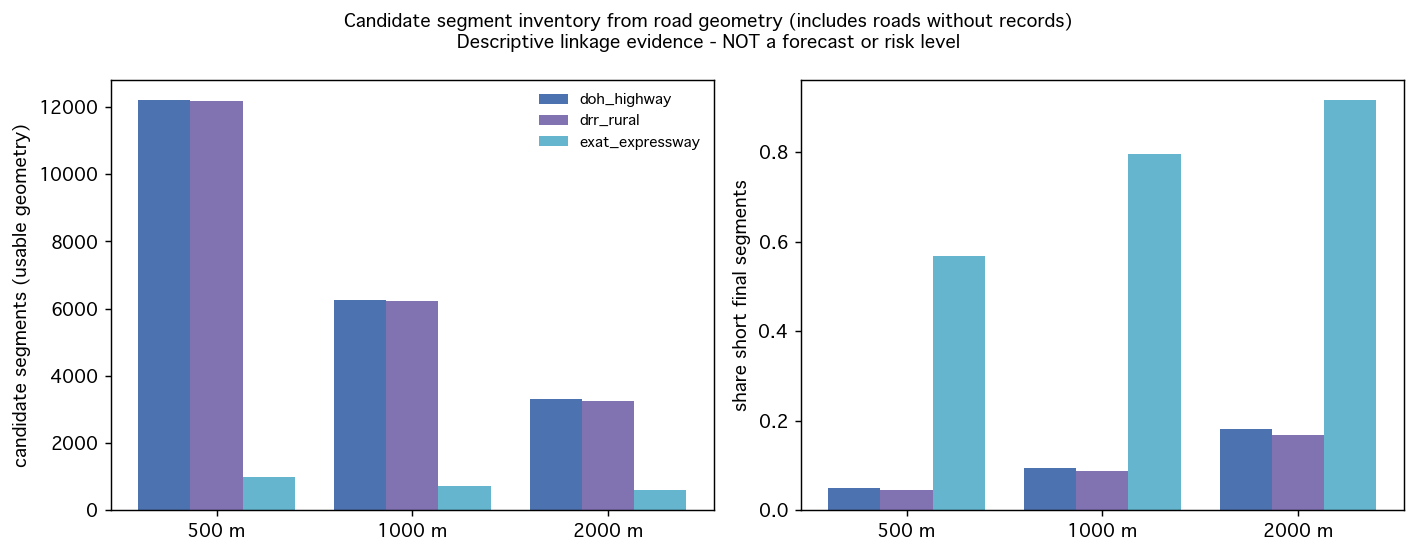 Candidate segment inventory from road geometry (includes roads without records)
Descriptive linkage evidence - NOT a forecast or risk level
candidate segments (usable geometry)
12000
10000
8000
6000
4000
2000
0
500 m
1000 m
2000 m
doh_highway
drr_rural
exat_expressway
share short final segments
0.8
0.6
0.4
0.2
0.0
500 m
1000 m
2000 m